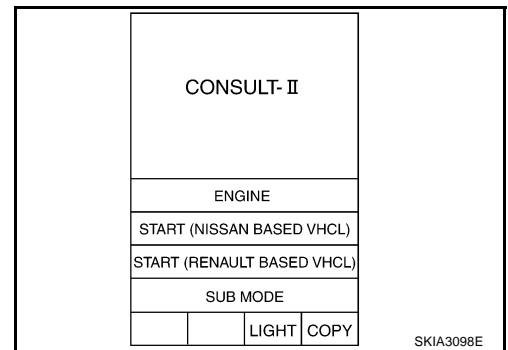 CONSULT-II
ENGINE
START (NISSAN BASED VHCL)
START (RENAULT BASED VHCL)
SUB MODE
LIGHT COPY
SKIA3098E